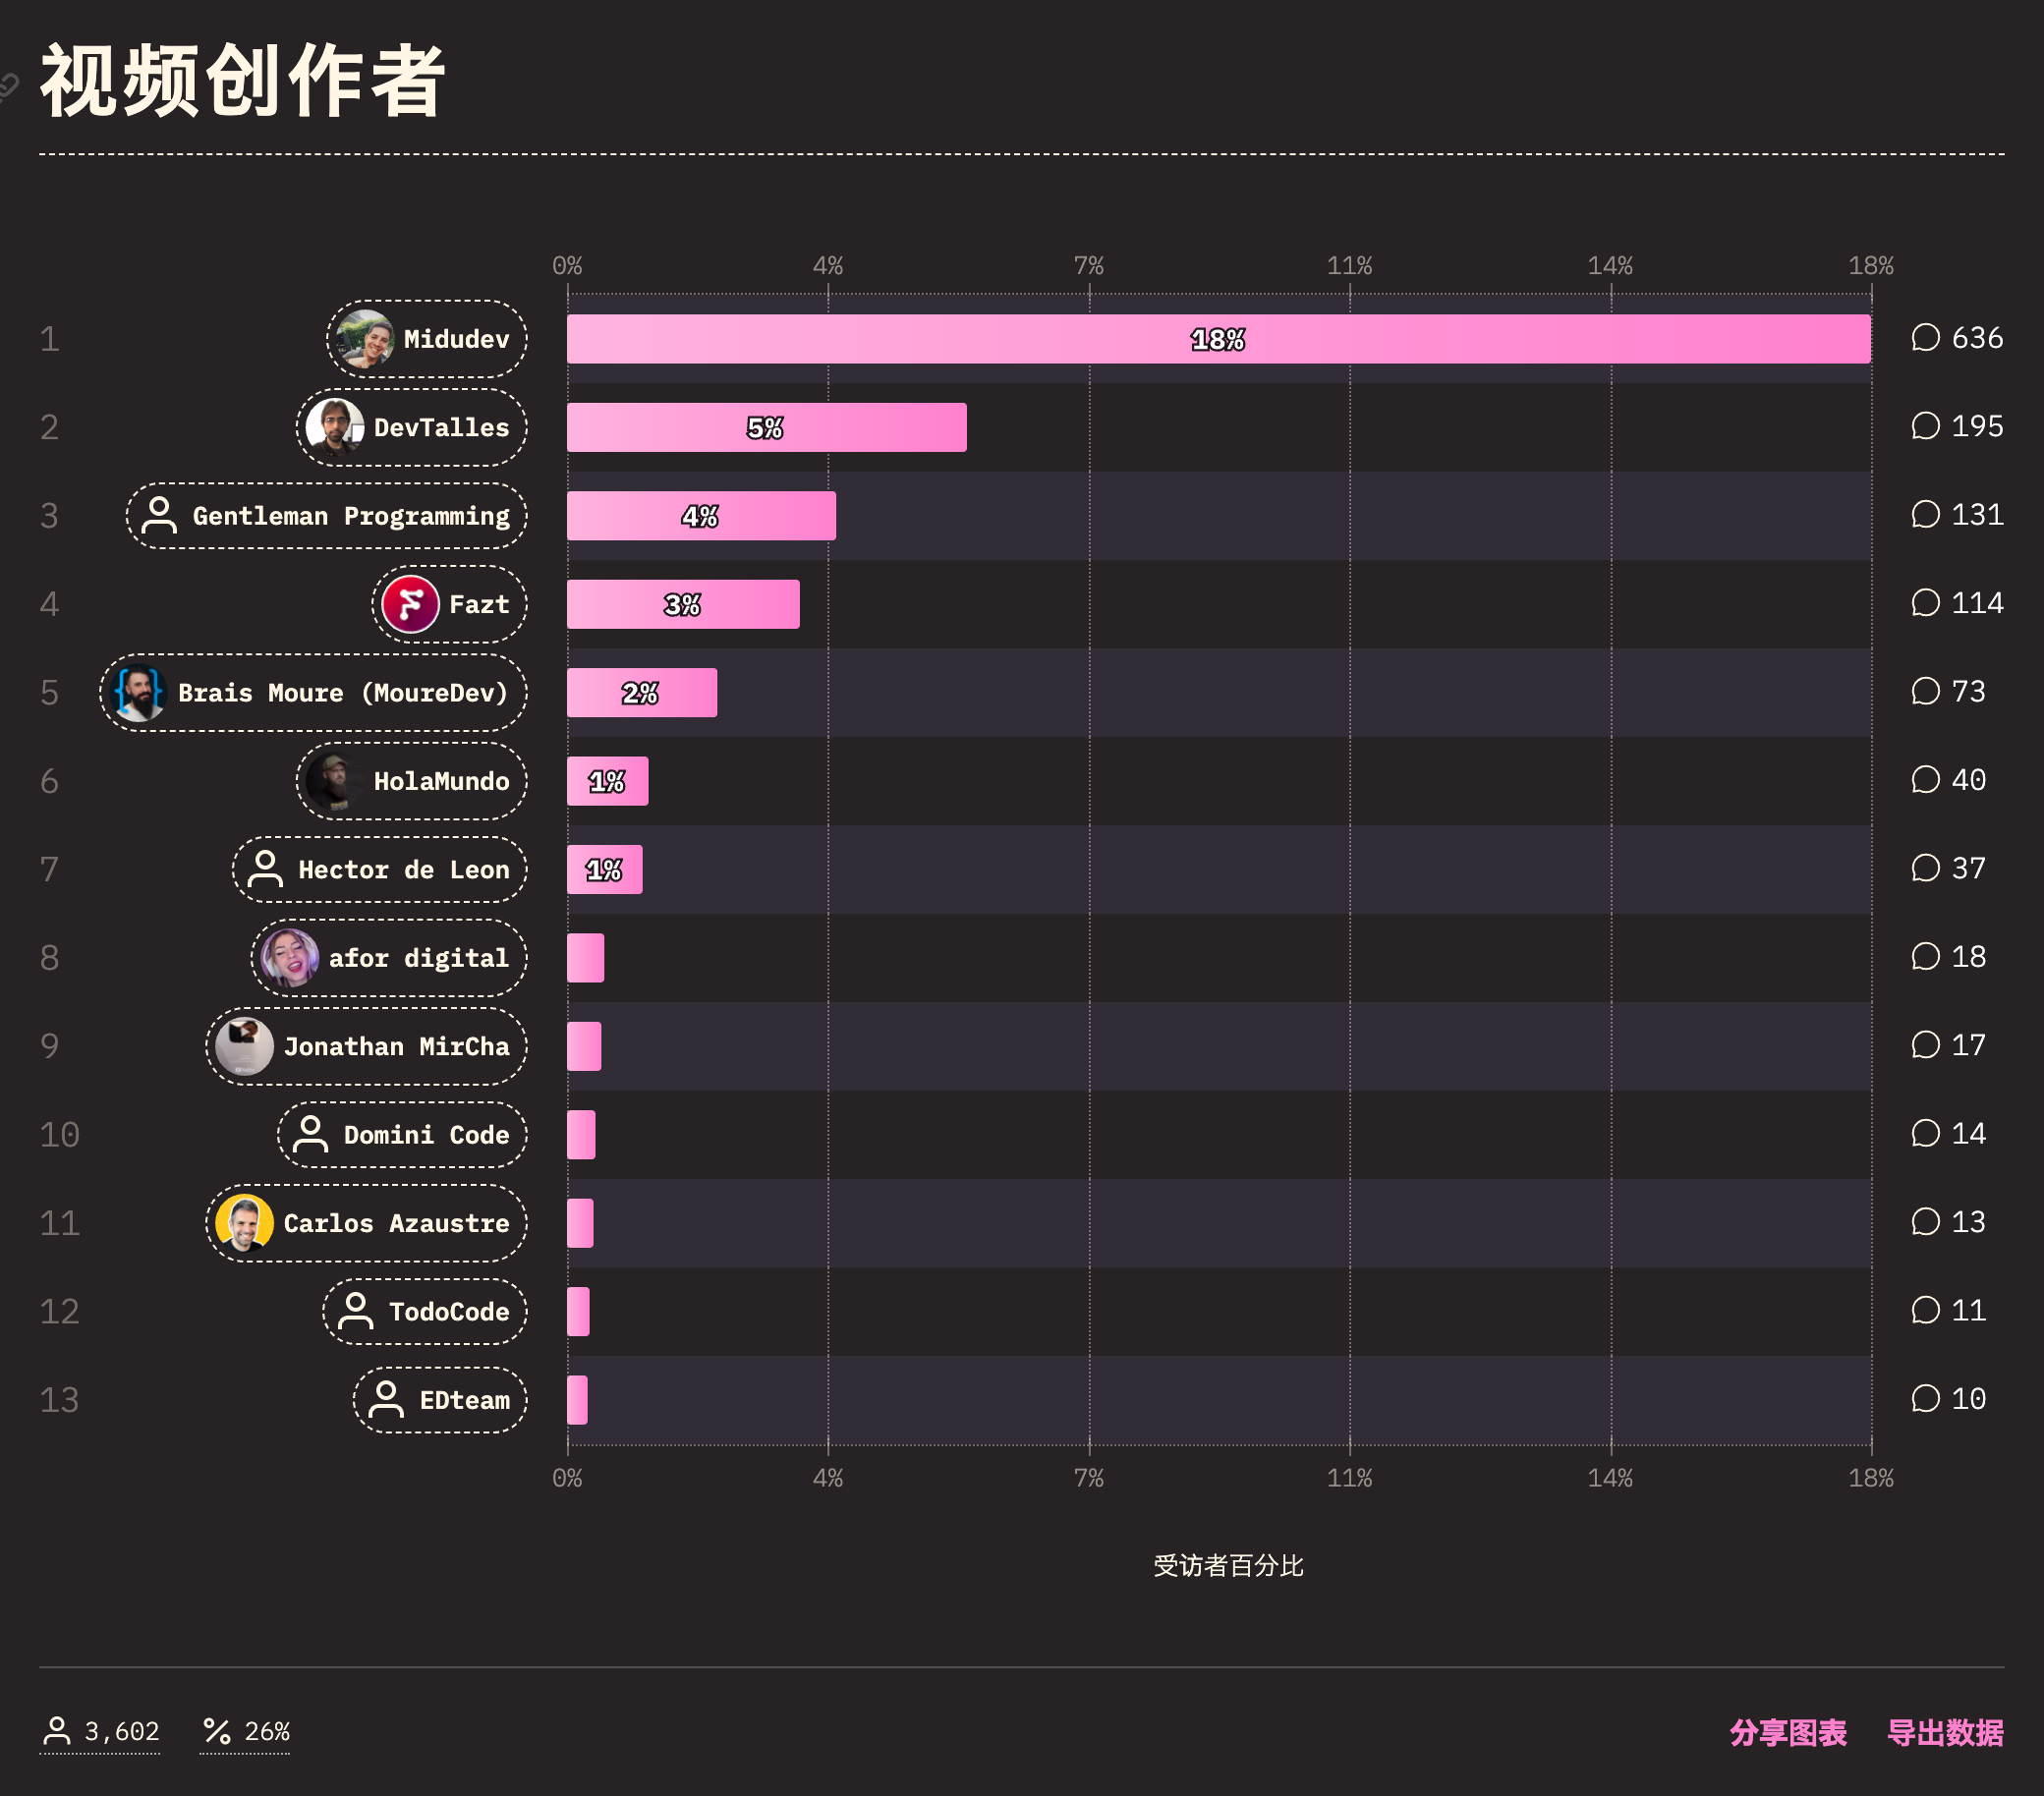 视频创作者
0% 4% 7% 11% 14% 18%
1 Midudev 18% 636
2 DevTalles 5% 195
3 Gentleman Programming 4% 131
4 Fazt 3% 114
5 Brais Moure (MoureDev) 2% 73
6 HolaMundo 1% 40
7 Hector de Leon 1% 37
8 afor digital 18
9 Jonathan MirCha 17
10 Domini Code 14
11 Carlos Azaustre 13
12 TodoCode 11
13 EDteam 10
0% 4% 7% 11% 14% 18%
受访者百分比
3,602 26% 分享图表 导出数据